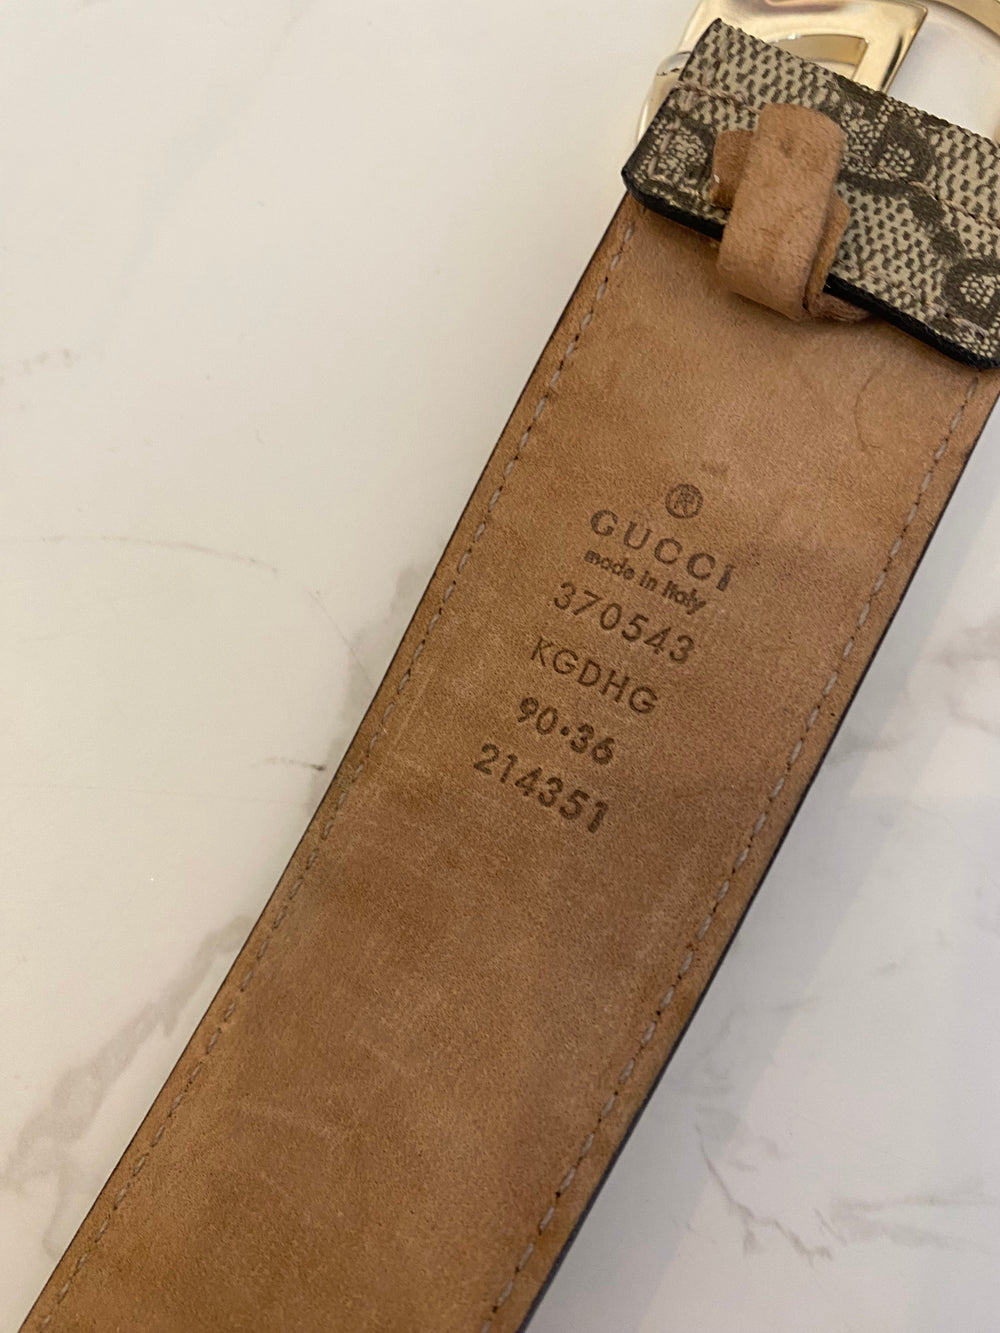 ®
GUCCI
made in Italy
370543
KGDHG
90·36
214351